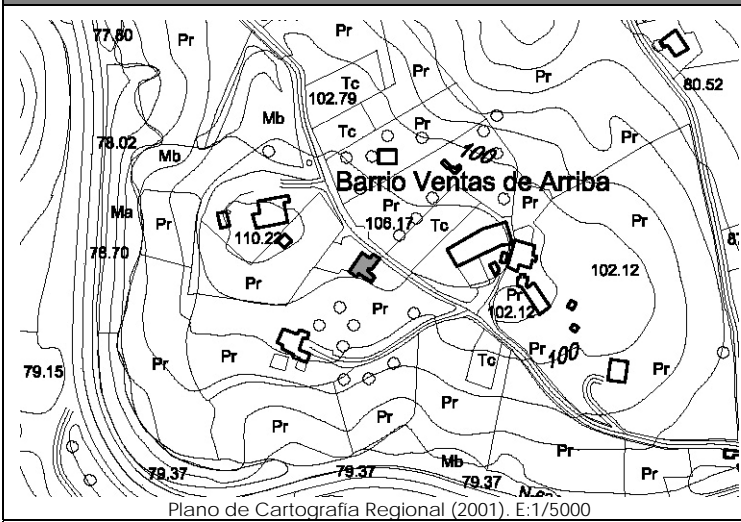 77.80 Pr Pr
Tc Pr 80.52
102.79
Mb Tc Pr
78.02 Mb 100 Pr
Barrio Ventas de Arriba
Ma Pr Pr Pr Pr
106.17 Tc
110.22
78.70 102.12
Pr Pr
Pr 102.12
Pr 100
79.15 Pr Pr Tc Pr
Pr Pr Pr
Pr
79.37 79.37 Mb 79.37 Pr
Plano de Cartografía Regional (2001). E:1/5000